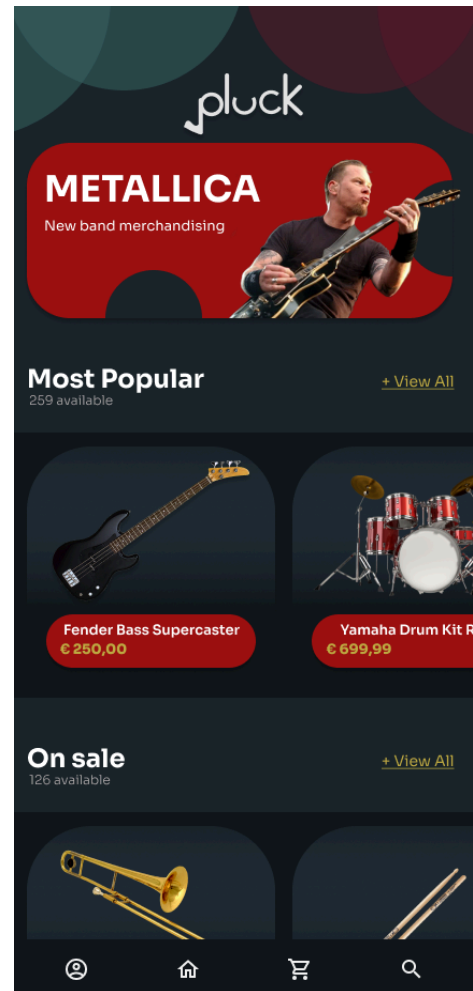 pluck
METALLICA
New band merchandising
Most Popular
+ View All
259 available
Fender Bass Supercaster
€ 250,00
Yamaha Drum Kit R
€ 699,99
On sale
+ View All
126 available